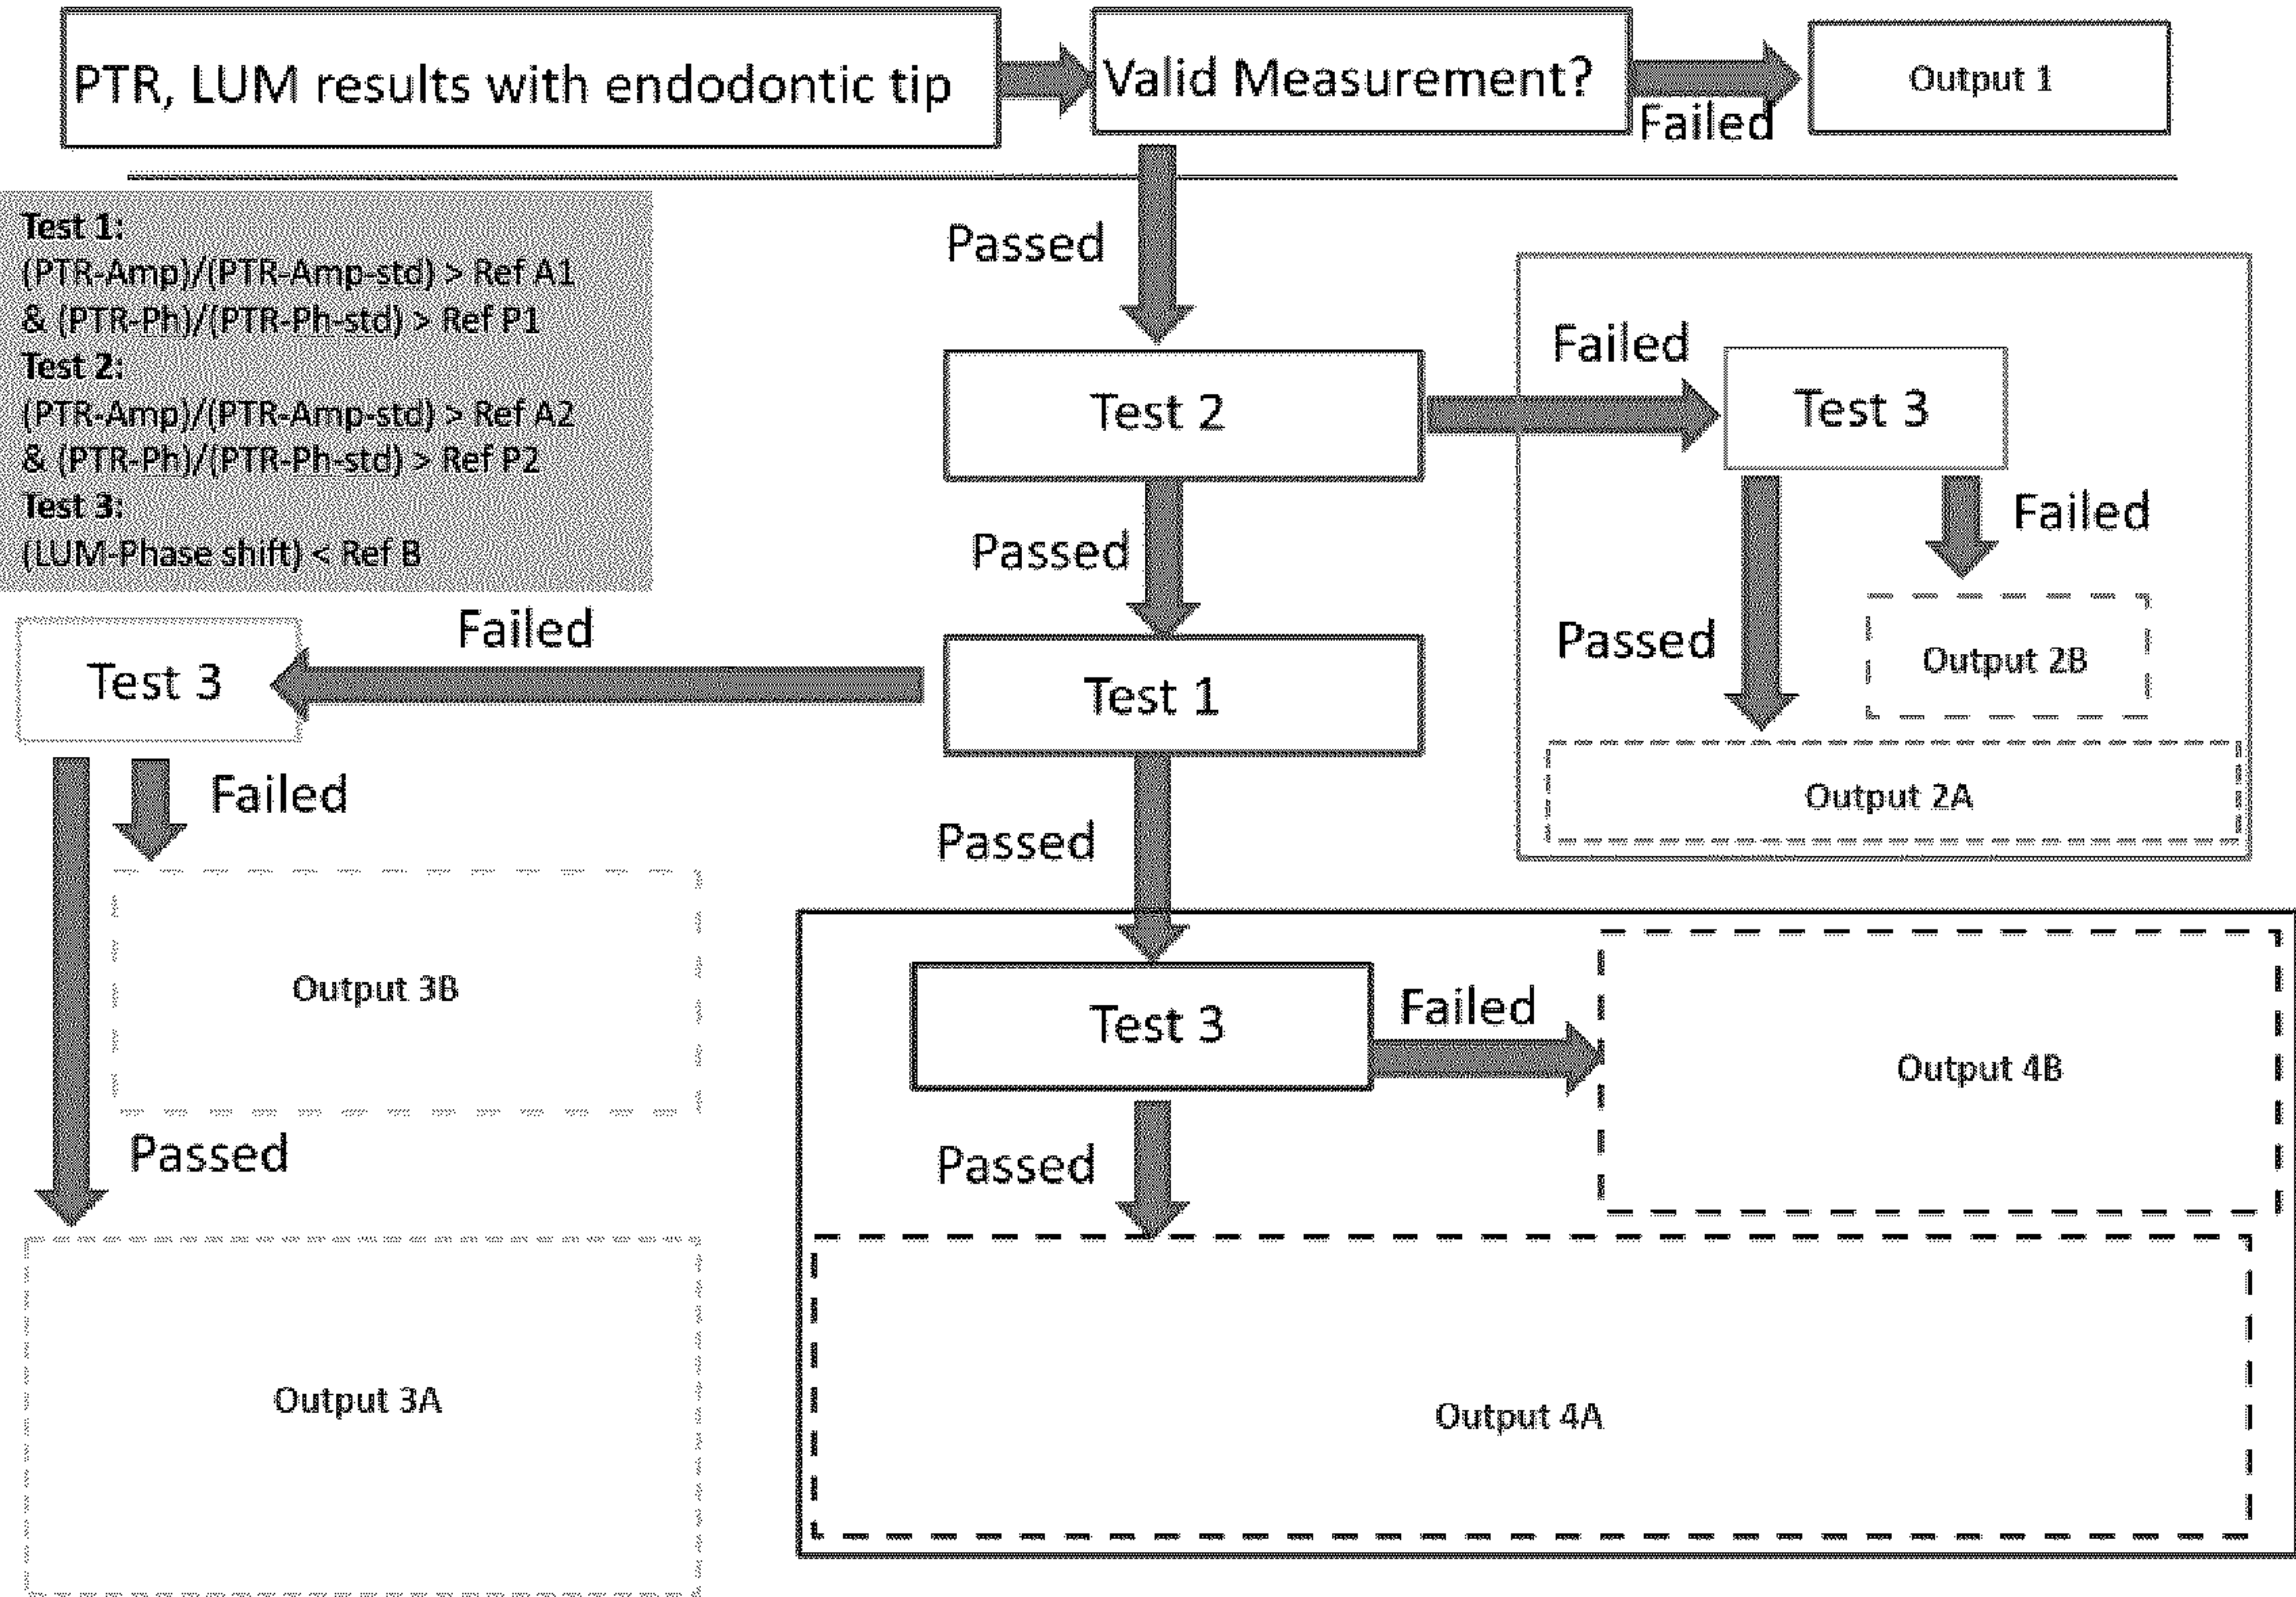 PTR, LUM results with endodontic tip
Valid Measurement?
Failed
Output 1
Test 1:
(PTR-Amp)/(PTR-Amp-std) > Ref A1
& (PTR-Ph)/(PTR-Ph-std) > Ref P1
Test 2:
(PTR-Amp)/(PTR-Amp-std) > Ref A2
& (PTR-Ph)/(PTR-Ph-std) > Ref P2
Test 3:
(LUM-Phase shift) < Ref B
Passed
Test 2
Failed
Test 3
Failed
Output 2B
Passed
Output 2A
Passed
Test 1
Failed
Test 3
Failed
Output 3B
Passed
Output 3A
Passed
Test 3
Failed
Output 4B
Passed
Output 4A